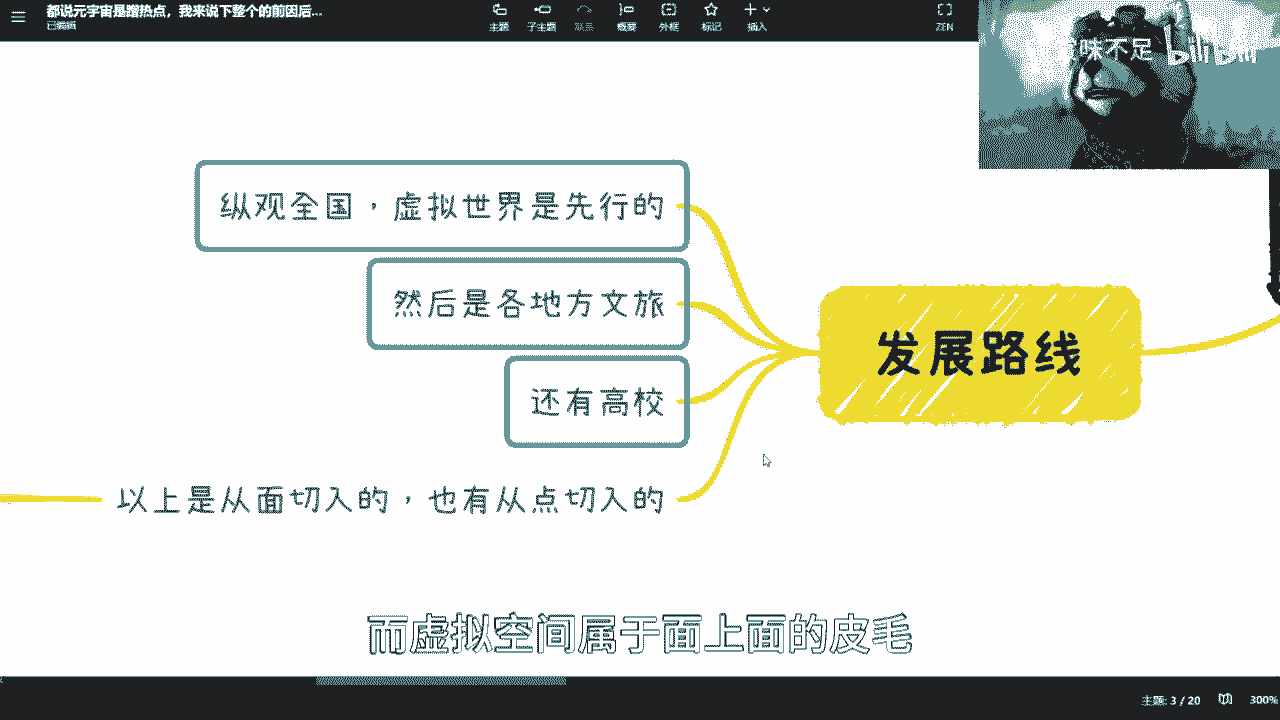 都说元宇宙是蹭热点，我来说下整个的前因后...
已编辑
主题
子主题
联系
概要
外框
标记
插入
ZEN
味不足 bilibili
纵观全国，虚拟世界是先行的
然后是各地方文旅
还有高校
以上是从面切入的，也有从点切入的
发展路线
而虚拟空间属于面上面的皮毛
主题: 3 / 20
300%